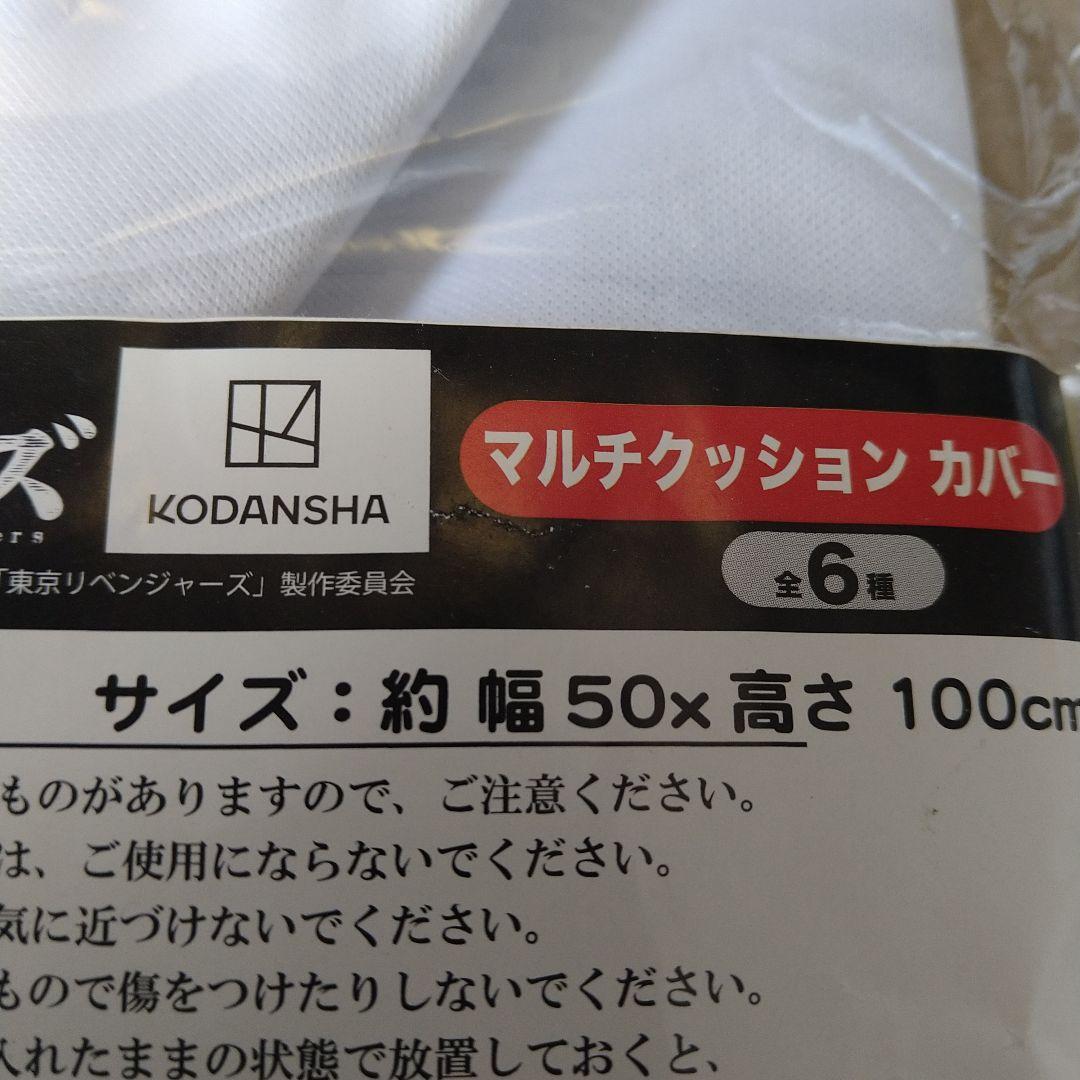 ズ
ers
KODANSHA
マルチクッション カバー
全6種
「東京リベンジャーズ」製作委員会
サイズ：約 幅 50x 高さ 100cm
ものがありますので、ご注意ください。
は、ご使用にならないでください。
気に近づけないでください。
もので傷をつけたりしないでください。
入れたままの状態で放置しておくと、